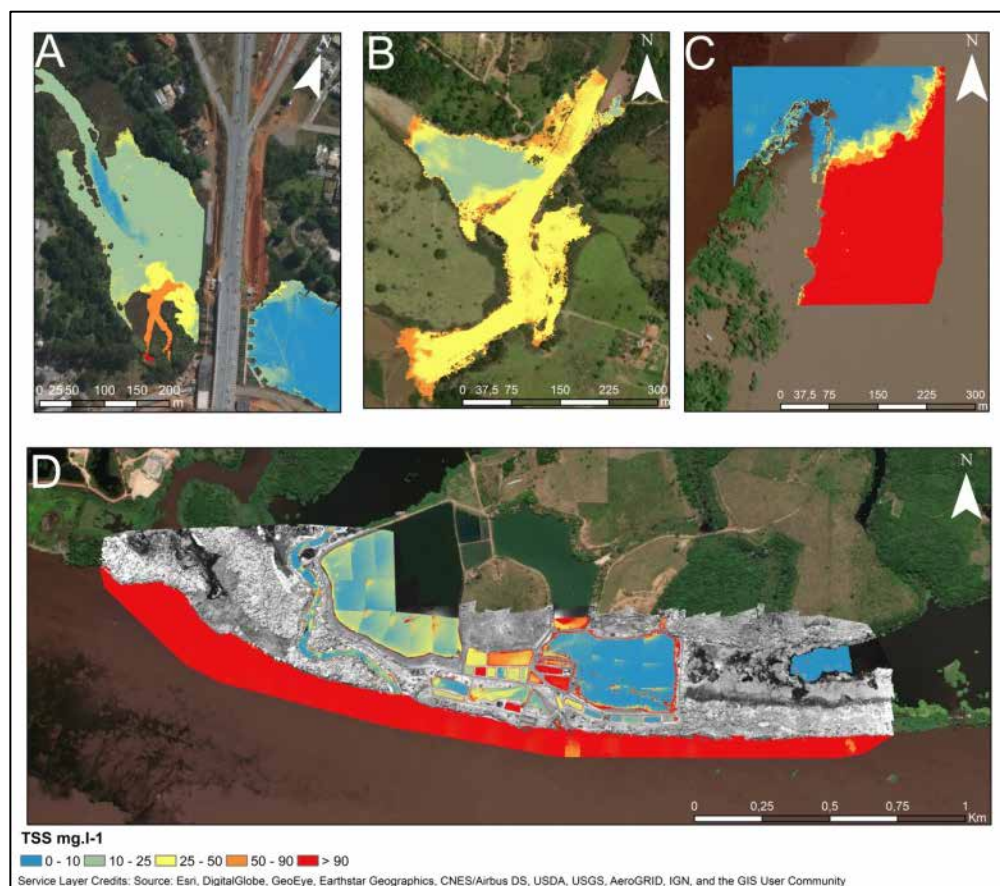 A
N
B
N
C
N
0 25 50 100 150 200
m
0 37,5 75 150 225 300
m
0 37,5 75 150 225 300
m
D
N
0 0,25 0,5 0,75 1
Km
TSS mg.l-1
0 - 10 10 - 25 25 - 50 50 - 90 > 90
Service Layer Credits: Source: Esri, DigitalGlobe, GeoEye, Earthstar Geographics, CNES/Airbus DS, USDA, USGS, AeroGRID, IGN, and the GIS User Community